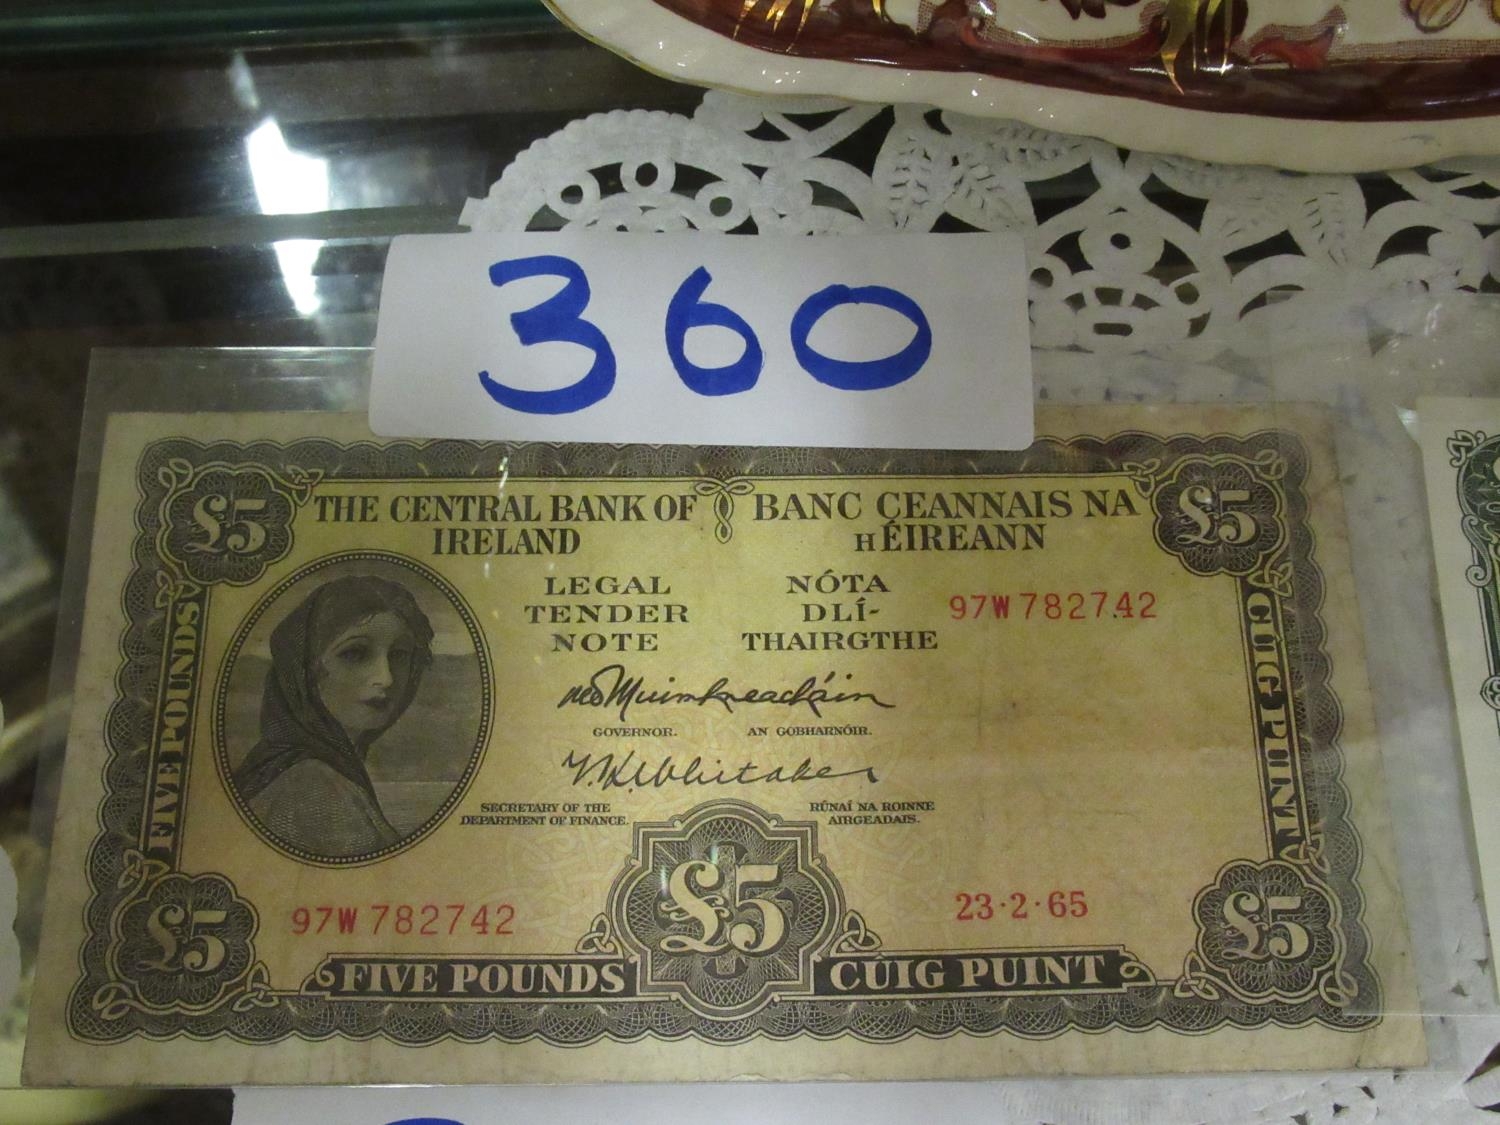 360
£5
£5
THE CENTRAL BANK OF IRELAND
BANC CEANNAIS NA hÉIREANN
LEGAL TENDER NOTE
NÓTA DLÍ-THAIRGTHE
97W 782742
GOVERNOR.
AN GOBHARNÓIR.
SECRETARY OF THE DEPARTMENT OF FINANCE.
RÚNAÍ NA ROINNE AIRGEADAIS.
FIVE POUNDS
CÚIG PUINT
97W 782742
£5
23·2·65
£5
£5
FIVE POUNDS
CÚIG PUINT